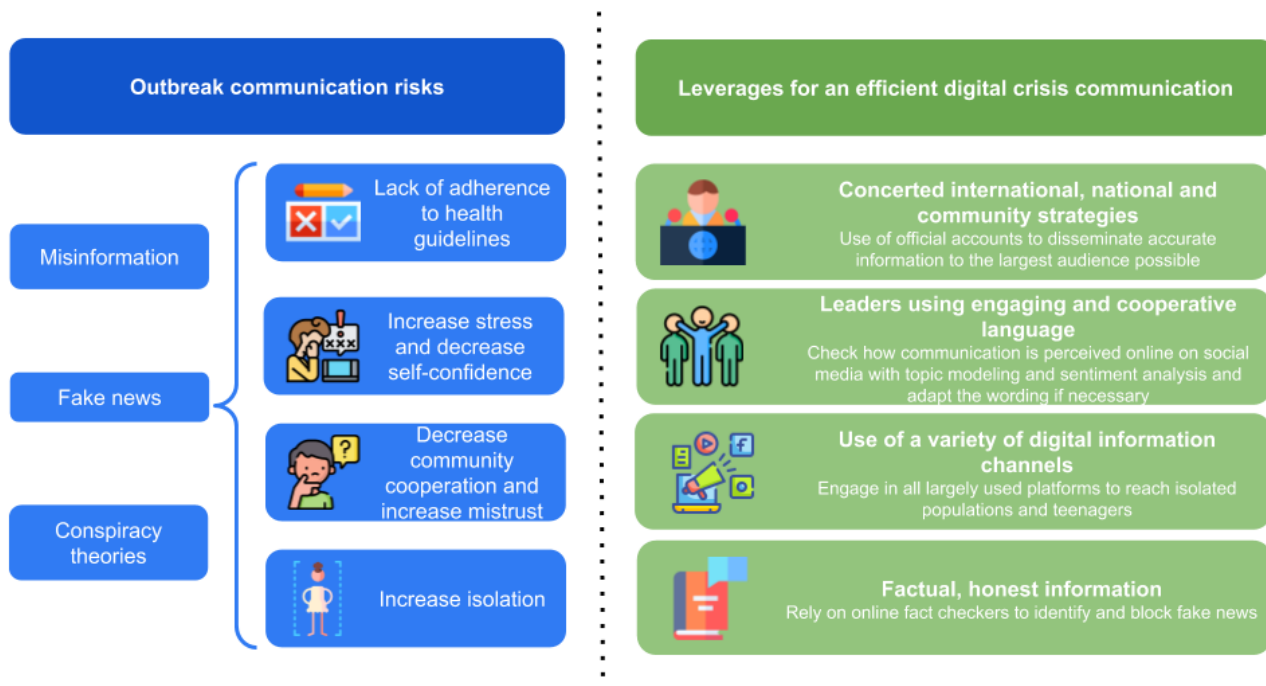 Outbreak communication risks
Misinformation
Fake news
Conspiracy
theories
Lack of adherence
to health
guidelines
Increase stress
and decrease
self-confidence
Decrease
community
cooperation and
increase mistrust
Increase isolation
Leverages for an efficient digital crisis communication
Concerted international, national and
community strategies
Use of official accounts to disseminate accurate
information to the largest audience possible
Leaders using engaging and cooperative
language
Check how communication is perceived online on social
media with topic modeling and sentiment analysis and
adapt the wording if necessary
Use of a variety of digital information
channels
Engage in all largely used platforms to reach isolated
populations and teenagers
Factual, honest information
Rely on online fact checkers to identify and block fake news